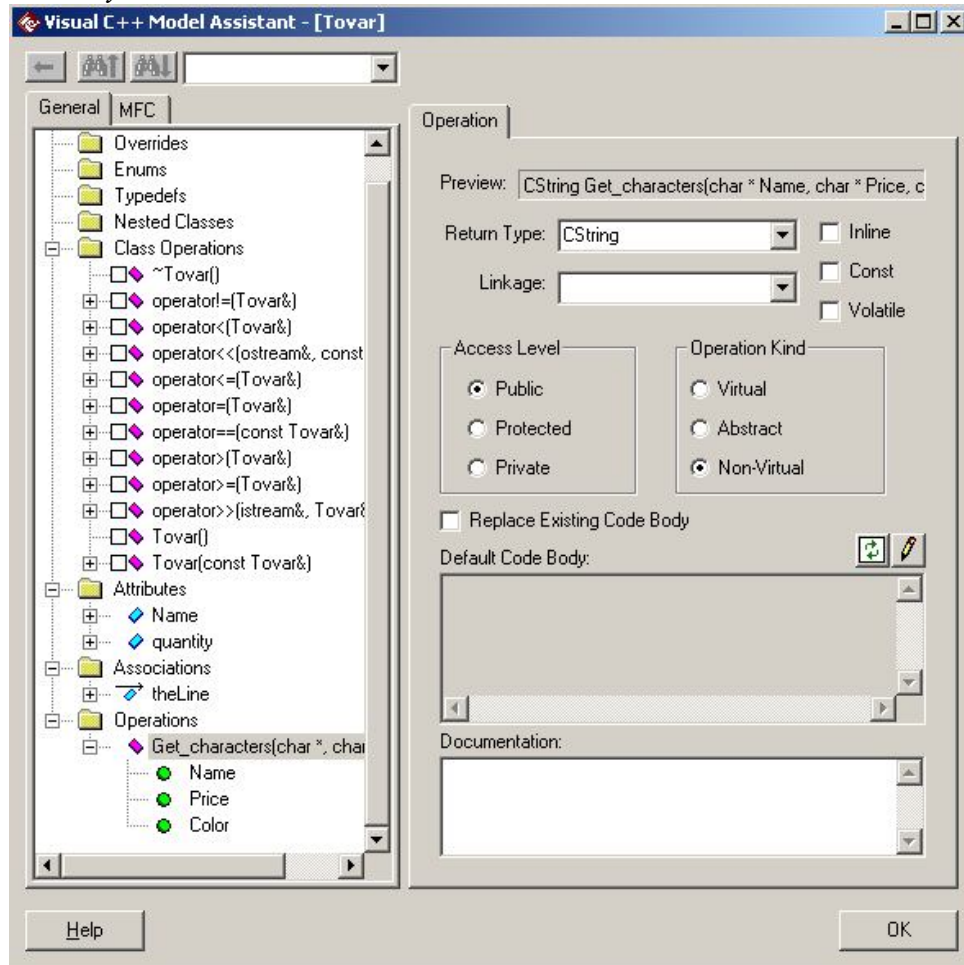 Visual C++ Model Assistant - [Tovar]
General
MFC
Overrides
Enums
Typedefs
Nested Classes
Class Operations
~Tovar()
operator!=(Tovar&)
operator<(Tovar&)
operator<<(ostream&, const
operator<=(Tovar&)
operator=(Tovar&)
operator==(const Tovar&)
operator>(Tovar&)
operator>=(Tovar&)
operator>>(istream&, Tovar&
Tovar()
Tovar(const Tovar&)
Attributes
Name
quantity
Associations
theLine
Operations
Get_characters(char *, char
Name
Price
Color
Operation
Preview: CString Get_characters(char * Name, char * Price, c
Return Type: CString
Inline
Linkage:
Const
Volatile
Access Level
Public
Protected
Private
Operation Kind
Virtual
Abstract
Non-Virtual
Replace Existing Code Body
Default Code Body:
Documentation:
Help
OK